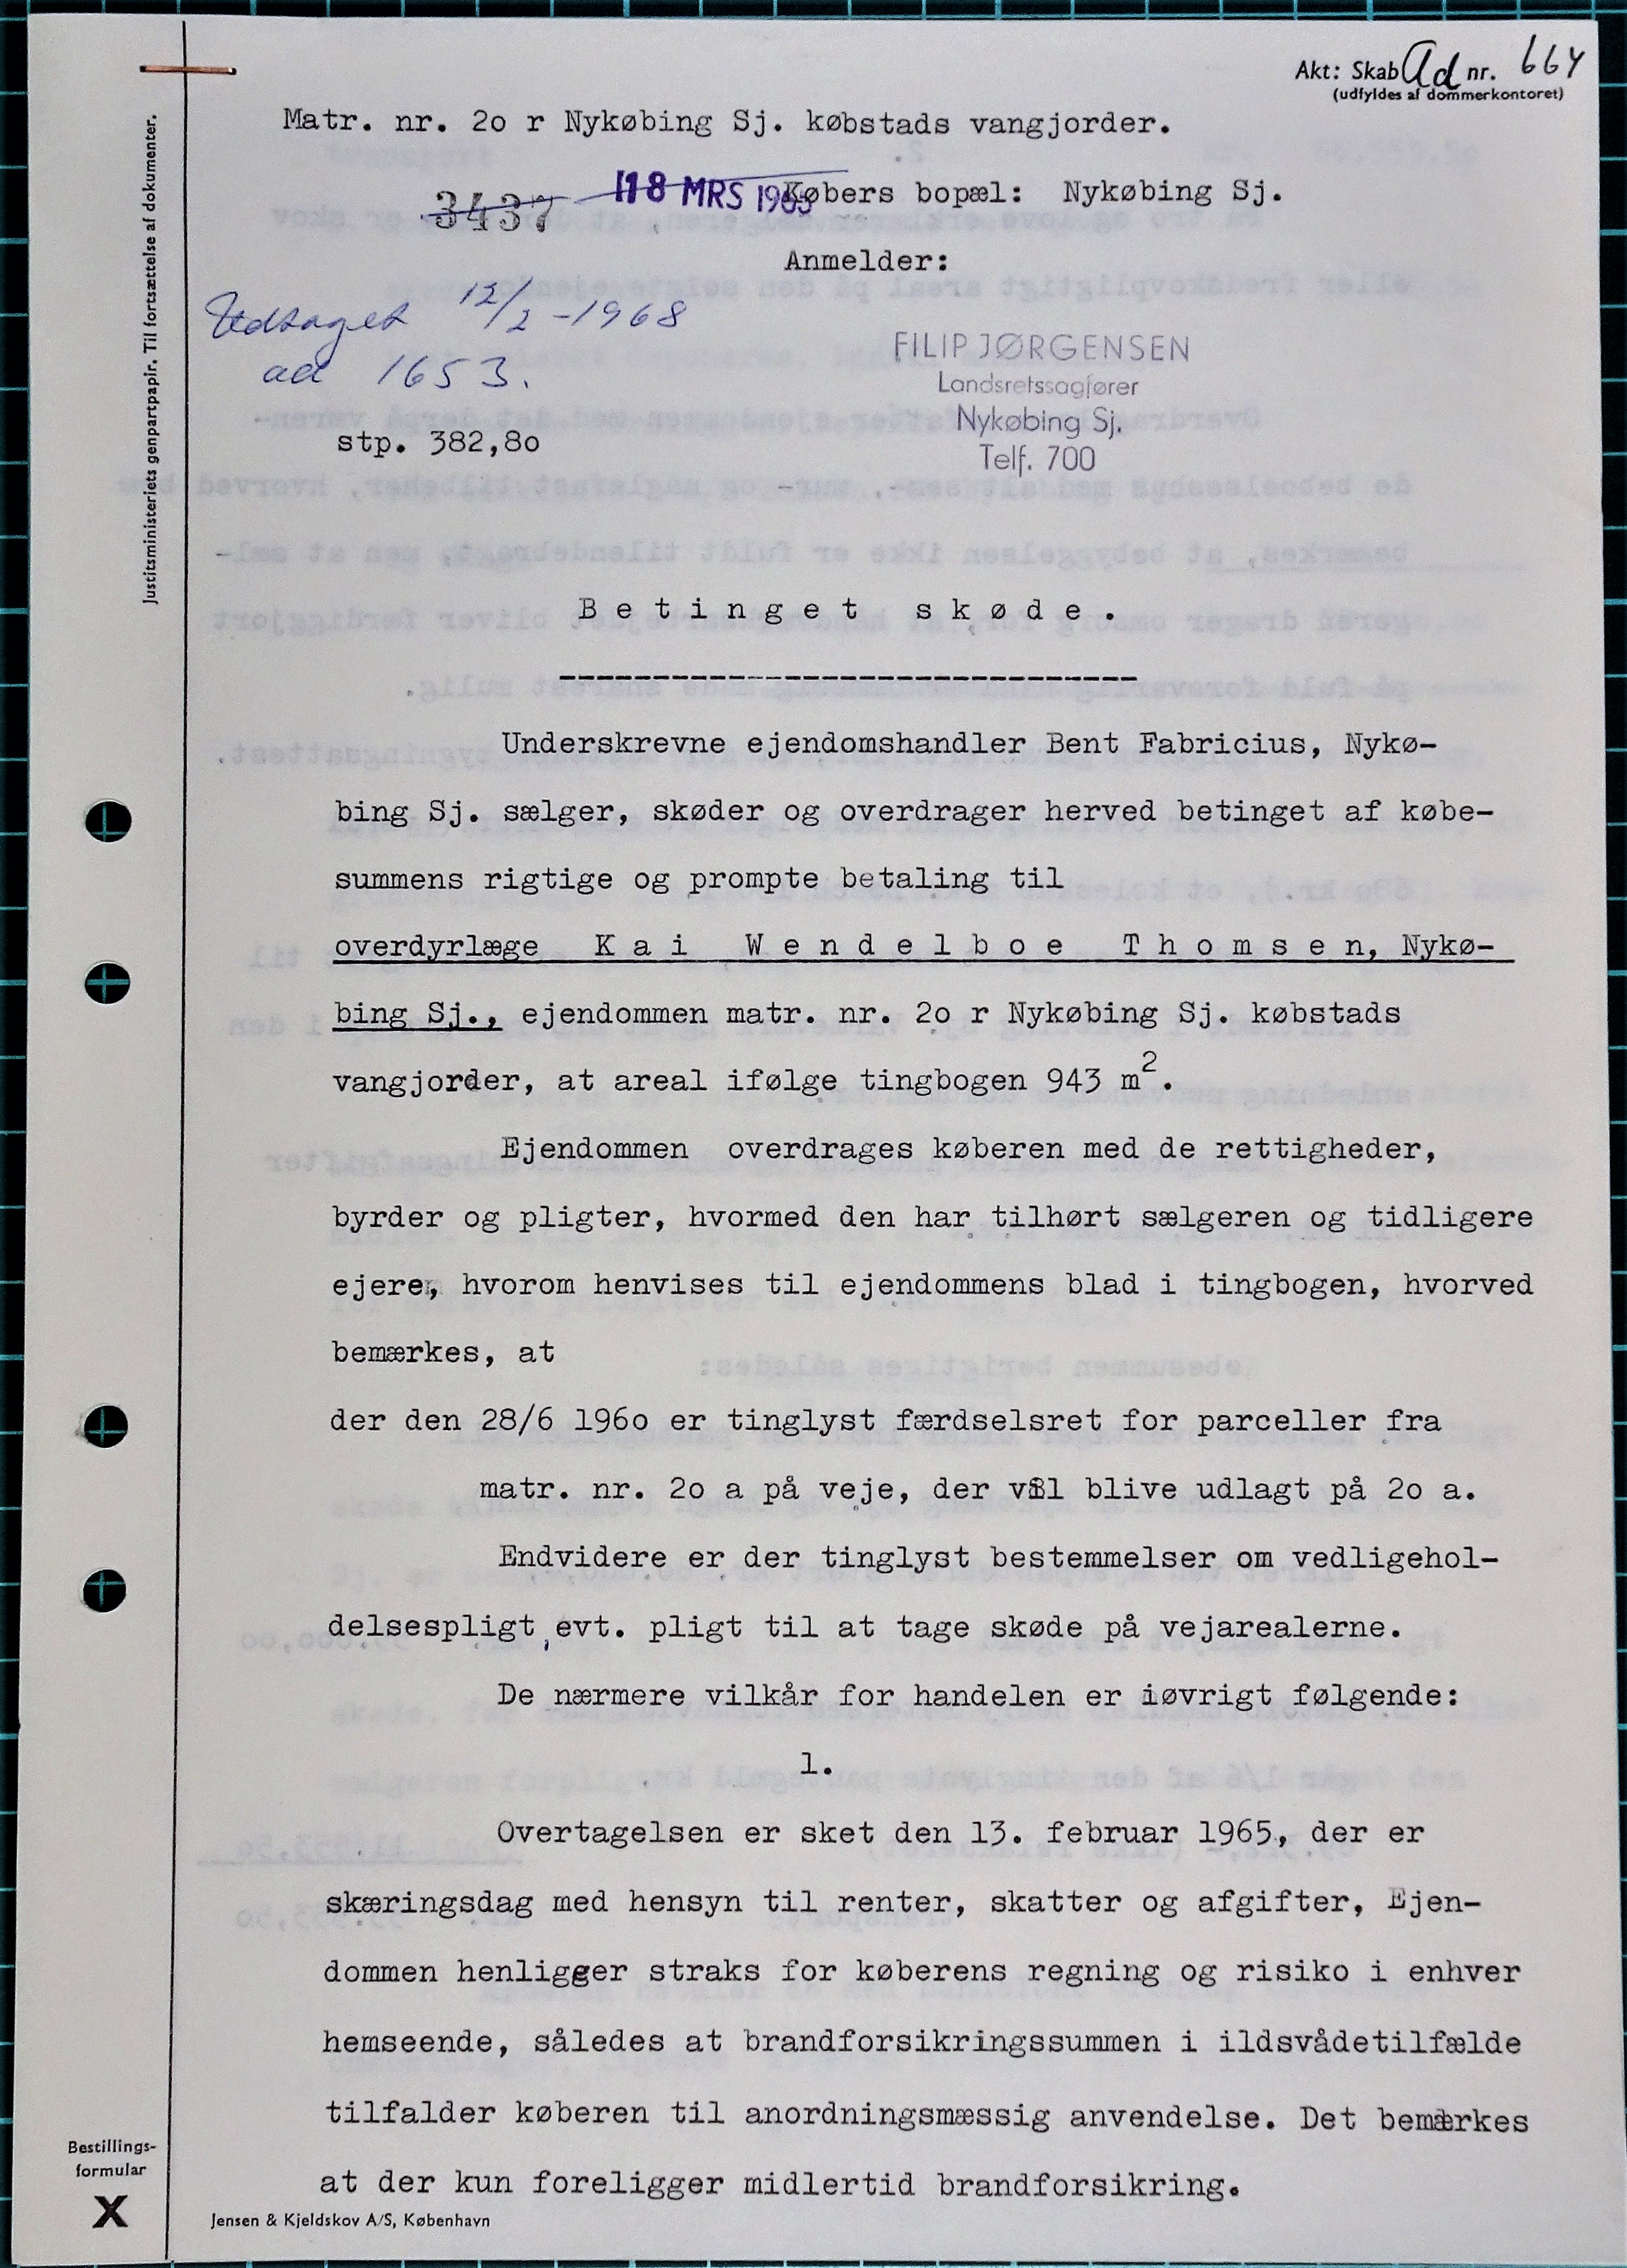 Akt: Skab Ad nr. 664
(udfyldes af dommerkontoret)
Matr. nr. 2o r Nykøbing Sj. købstads vangjorder.
3437 18 MRS 1965 Købers bopæl: Nykøbing Sj.
Anmelder:
Udtaget 12/2-1968
ad 1653.
FILIP JØRGENSEN
Landsretssagfører
Nykøbing Sj.
Telf. 700
stp. 382,8o
Justitsministeriets genpartpapir. Til fortsættelse af dokumenter.
Betinget skøde.
Underskrevne ejendomshandler Bent Fabricius, Nykø-
bing Sj. sælger, skøder og overdrager herved betinget af købe-
summens rigtige og prompte betaling til
overdyrlæge Kai Wendelboe Thomsen, Nykø-
bing Sj., ejendommen matr. nr. 2o r Nykøbing Sj. købstads
vangjorder, at areal ifølge tingbogen 943 m2.
Ejendommen overdrages køberen med de rettigheder,
byrder og pligter, hvormed den har tilhørt sælgeren og tidligere
ejere, hvorom henvises til ejendommens blad i tingbogen, hvorved
bemærkes, at
der den 28/6 196o er tinglyst færdselsret for parceller fra
matr. nr. 2o a på veje, der vil blive udlagt på 2o a.
Endvidere er der tinglyst bestemmelser om vedligehol-
delsespligt, evt. pligt til at tage skøde på vejarealerne.
De nærmere vilkår for handelen er iøvrigt følgende:
1.
Overtagelsen er sket den 13. februar 1965, der er
skæringsdag med hensyn til renter, skatter og afgifter, Ejen-
dommen henligger straks for køberens regning og risiko i enhver
hemseende, således at brandforsikringssummen i ildsvådetilfælde
tilfalder køberen til anordningsmæssig anvendelse. Det bemærkes
at der kun foreligger midlertid brandforsikring.
Bestillings-
formular
X
Jensen & Kjeldskov A/S, København